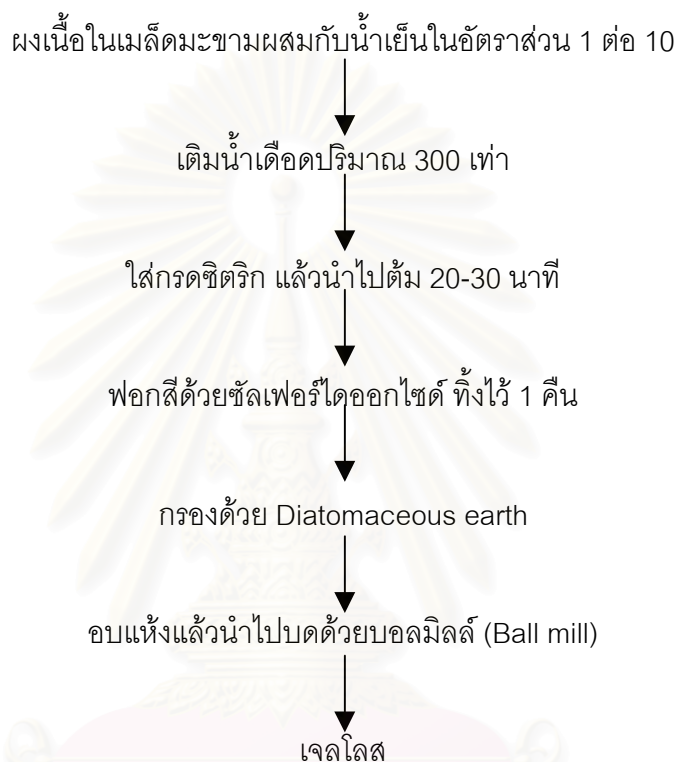 ผงเนื้อในเมล็ดมะขามผสมกับน้ำเย็นในอัตราส่วน 1 ต่อ 10
เติมน้ำเดือดปริมาณ 300 เท่า
ใส่กรดซิตริก แล้วนำไปต้ม 20-30 นาที
ฟอกสีด้วยซัลเฟอร์ไดออกไซด์ ทิ้งไว้ 1 คืน
กรองด้วย Diatomaceous earth
อบแห้งแล้วนำไปบดด้วยบอลมิลล์ (Ball mill)
เจลโลส